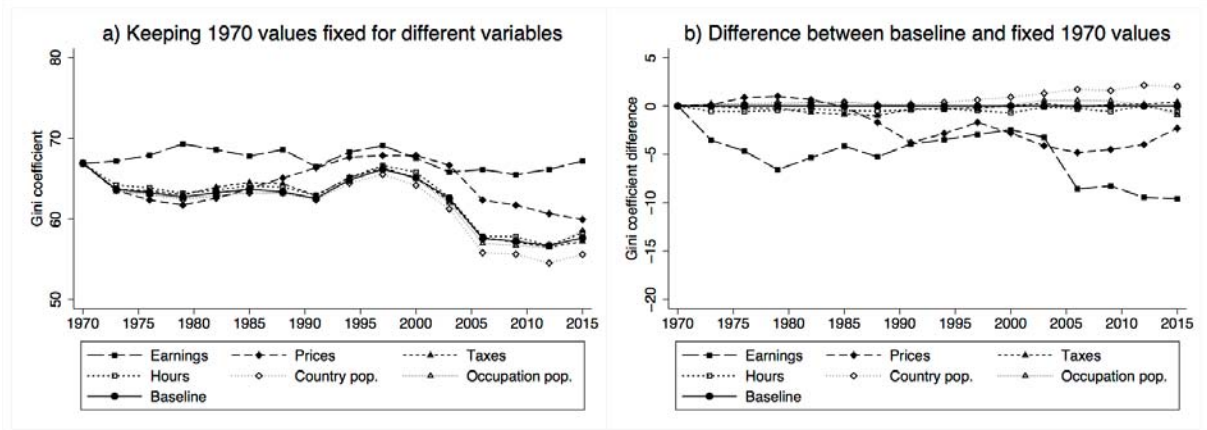 a) Keeping 1970 values fixed for different variables
Gini coefficient
80
70
60
50
1970 1975 1980 1985 1990 1995 2000 2005 2010 2015
Earnings Prices Taxes
Hours Country pop. Occupation pop.
Baseline
b) Difference between baseline and fixed 1970 values
Gini coefficient difference
5
0
-5
-10
-15
-20
1970 1975 1980 1985 1990 1995 2000 2005 2010 2015
Earnings Prices Taxes
Hours Country pop. Occupation pop.
Baseline